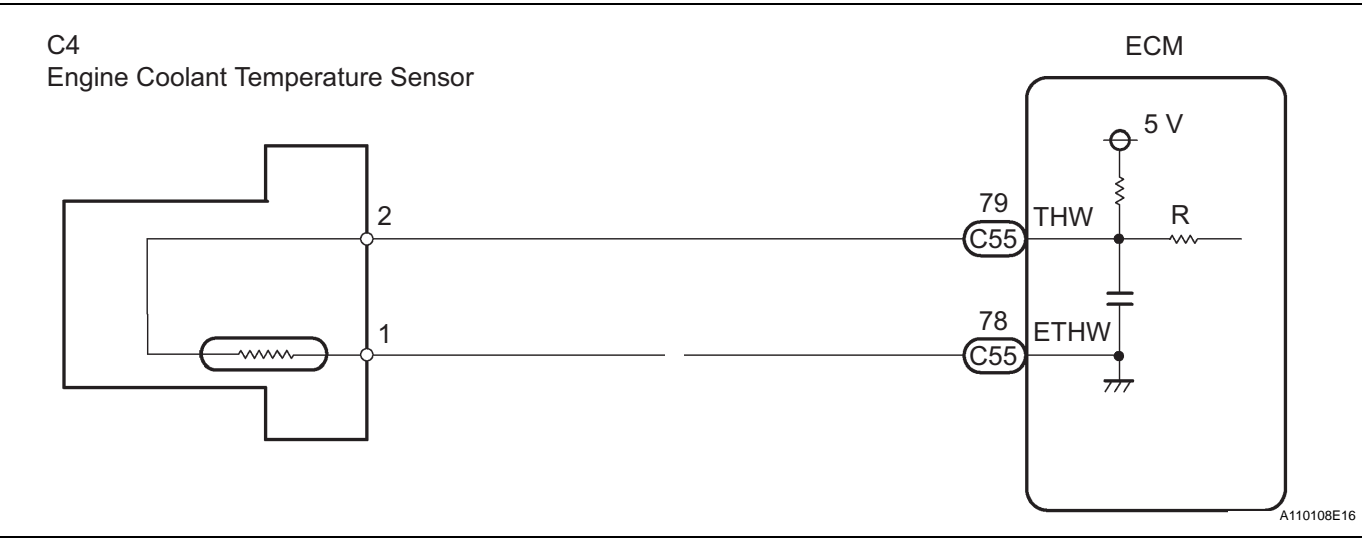 C4
Engine Coolant Temperature Sensor
ECM
5 V
2
79
C55
THW
R
1
78
C55
ETHW
A110108E16